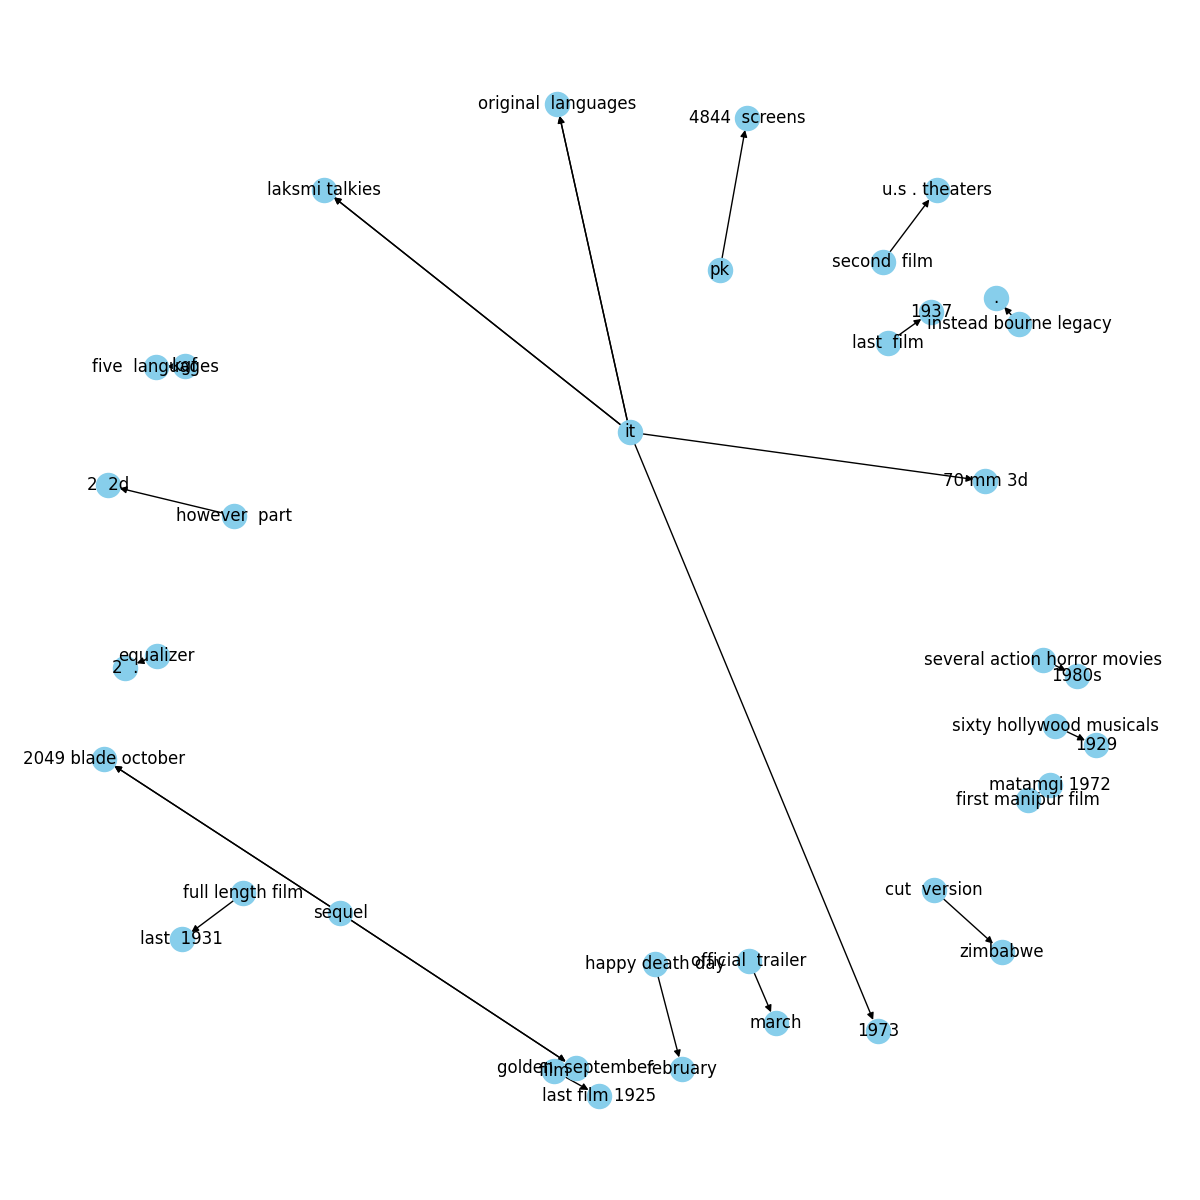 original languages
4844 screens
laksmi talkies
u.s . theaters
second film
pk
.
1937
instead bourne legacy
last film
five languages
kgf
it
70 mm 3d
2 2d
however part
equalizer
2 .
several action horror movies
1980s
sixty hollywood musicals
1929
2049 blade october
matamgi 1972
first manipur film
full length film
cut version
sequel
last 1931
zimbabwe
happy death day
official trailer
march
1973
golden september
film
february
last film 1925